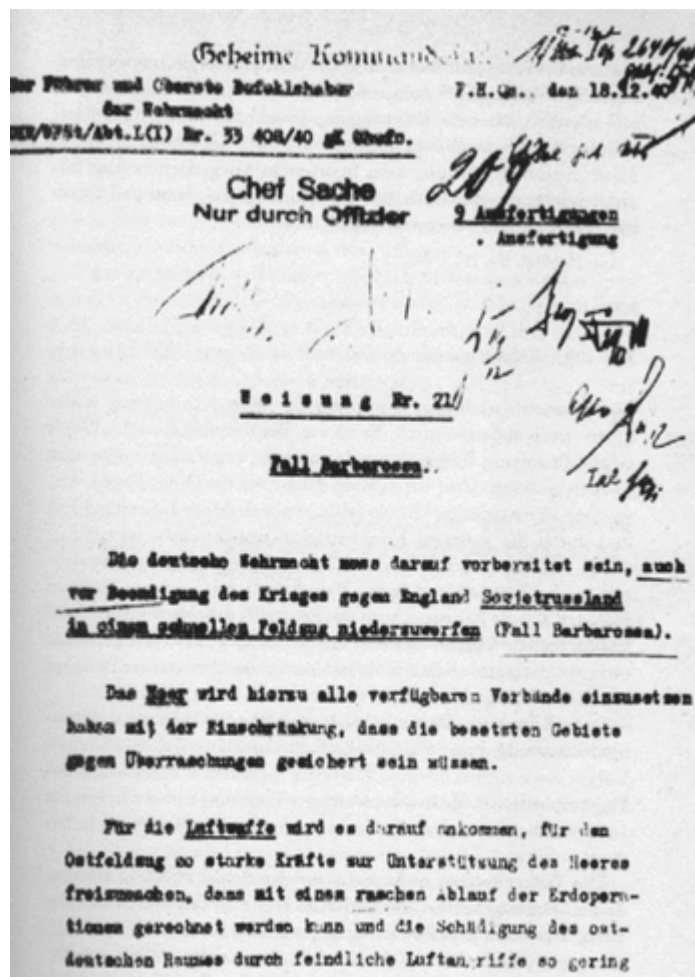 Geheime Kommandosache
Der Führer und Oberste Befehlshaber
der Wehrmacht
OKW/WFSt/Abt.L(I) Nr. 33 408/40 gK Chefs.
F.H.Qu., den 18.12.40
Chef Sache
Nur durch Offizier
9 Ausfertigungen
. Ausfertigung
Weisung Nr. 21
Fall Barbarossa.
Die deutsche Wehrmacht muss darauf vorbereitet sein, auch
vor Beendigung des Krieges gegen England Sovjetrussland
in einem schnellen Feldzug niederzuwerfen (Fall Barbarossa).
Das Heer wird hierzu alle verfügbaren Verbände einzusetzen
haben mit der Einschränkung, dass die besetzten Gebiete
gegen Überraschungen gesichert sein müssen.
Für die Luftwaffe wird es darauf ankommen, für den
Ostfeldzug so starke Kräfte zur Unterstützung des Heeres
freizumachen, dass mit einem raschen Ablauf der Erdopera-
tionen gerechnet werden kann und die Schädigung des ost-
deutschen Raumes durch feindliche Luftangriffe so gering